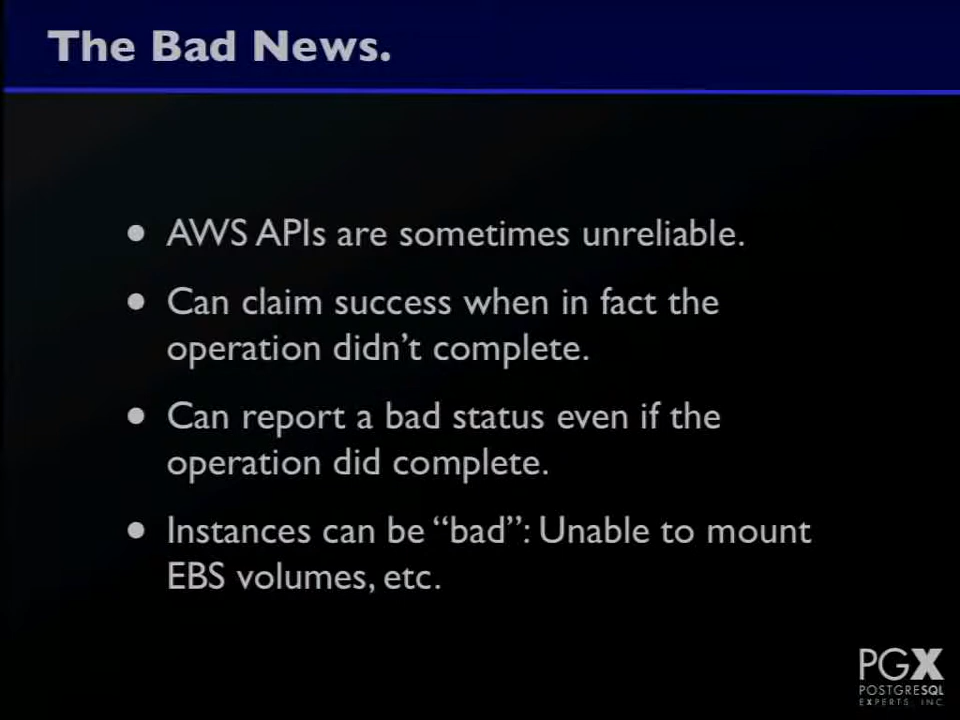 The Bad News.
• AWS APIs are sometimes unreliable.
• Can claim success when in fact the
operation didn’t complete.
• Can report a bad status even if the
operation did complete.
• Instances can be “bad”: Unable to mount
EBS volumes, etc.
PGX
POSTGRESQL
EXPERTS, INC.